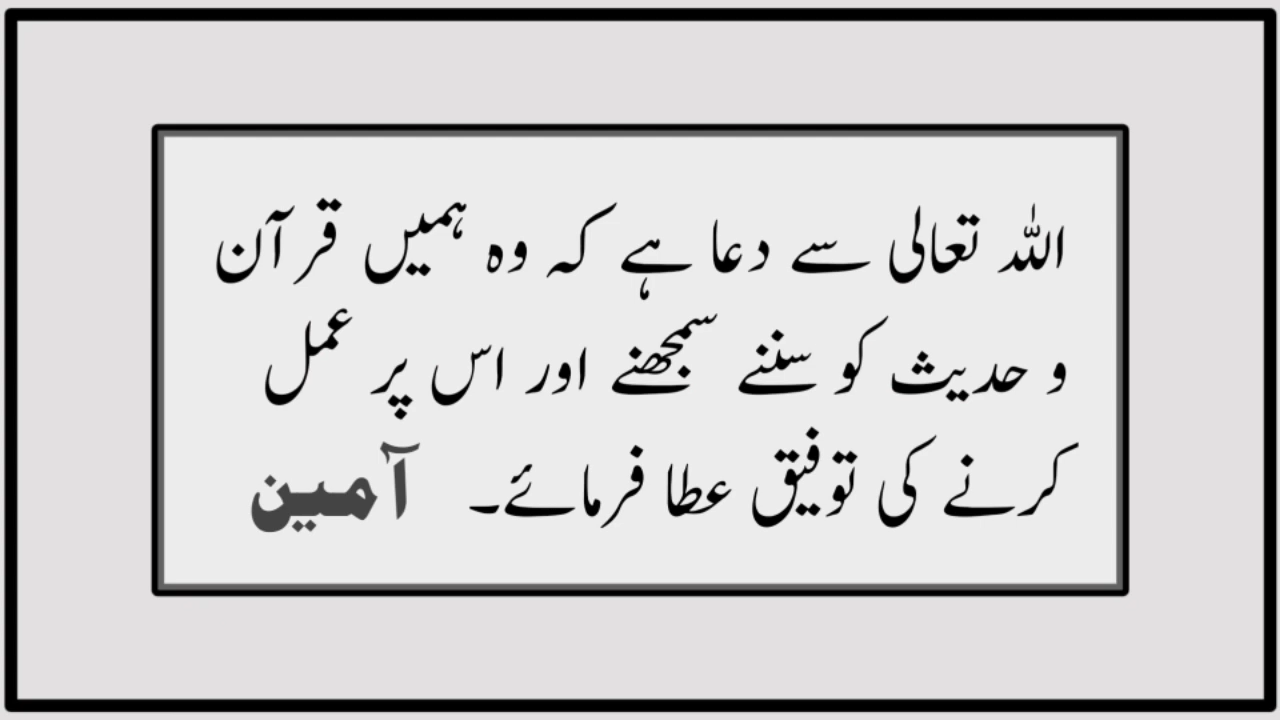 اللہ تعالی سے دعا ہے کہ وہ ہمیں قرآن
و حدیث کو سننے سمجھنے اور اس پر عمل
کرنے کی توفیق عطا فرمائے۔ آمین